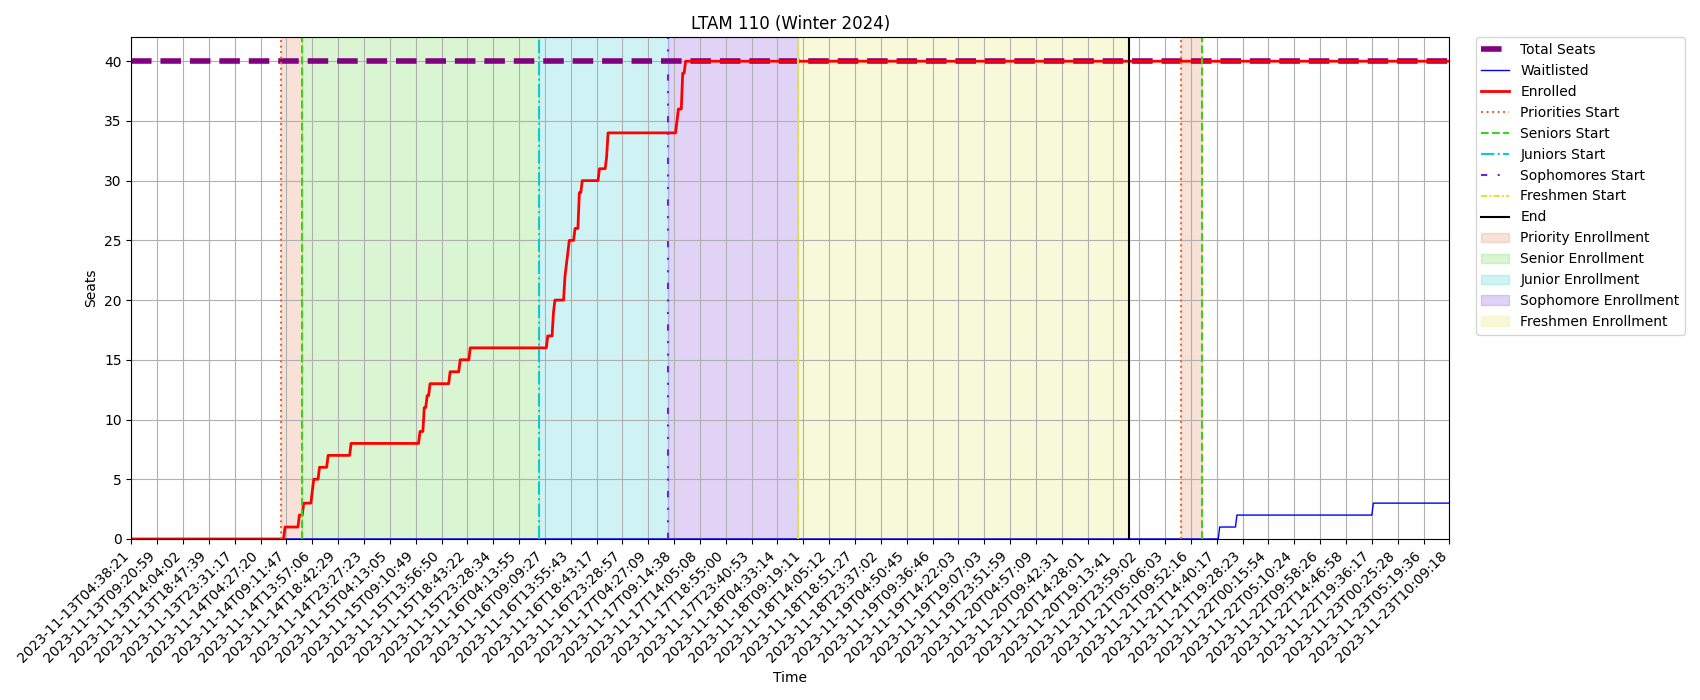 LTAM 110 (Winter 2024)
Seats
40
35
30
25
20
15
10
5
0
2023-11-13T04:38:21
2023-11-13T09:20:59
2023-11-13T14:04:02
2023-11-13T18:47:39
2023-11-13T23:31:17
2023-11-14T04:27:20
2023-11-14T09:11:47
2023-11-14T13:57:06
2023-11-14T18:42:29
2023-11-14T23:27:23
2023-11-15T04:13:05
2023-11-15T09:10:49
2023-11-15T13:56:50
2023-11-15T18:43:22
2023-11-15T23:28:34
2023-11-16T04:13:55
2023-11-16T09:09:27
2023-11-16T13:55:43
2023-11-16T18:43:17
2023-11-16T23:28:57
2023-11-17T04:27:09
2023-11-17T09:14:38
2023-11-17T14:05:08
2023-11-17T18:55:00
2023-11-17T23:40:53
2023-11-18T04:33:14
2023-11-18T09:19:11
2023-11-18T14:05:12
2023-11-18T18:51:27
2023-11-18T23:37:02
2023-11-19T04:50:45
2023-11-19T09:36:46
2023-11-19T14:22:03
2023-11-19T19:07:03
2023-11-19T23:51:59
2023-11-20T04:57:09
2023-11-20T09:42:31
2023-11-20T14:28:01
2023-11-20T19:13:41
2023-11-20T23:59:02
2023-11-21T05:06:03
2023-11-21T09:52:16
2023-11-21T14:40:17
2023-11-21T19:28:23
2023-11-22T00:15:54
2023-11-22T05:10:24
2023-11-22T09:58:26
2023-11-22T14:46:58
2023-11-22T19:36:17
2023-11-23T00:25:28
2023-11-23T05:19:36
2023-11-23T10:09:18
Time
Total Seats
Waitlisted
Enrolled
Priorities Start
Seniors Start
Juniors Start
Sophomores Start
Freshmen Start
End
Priority Enrollment
Senior Enrollment
Junior Enrollment
Sophomore Enrollment
Freshmen Enrollment